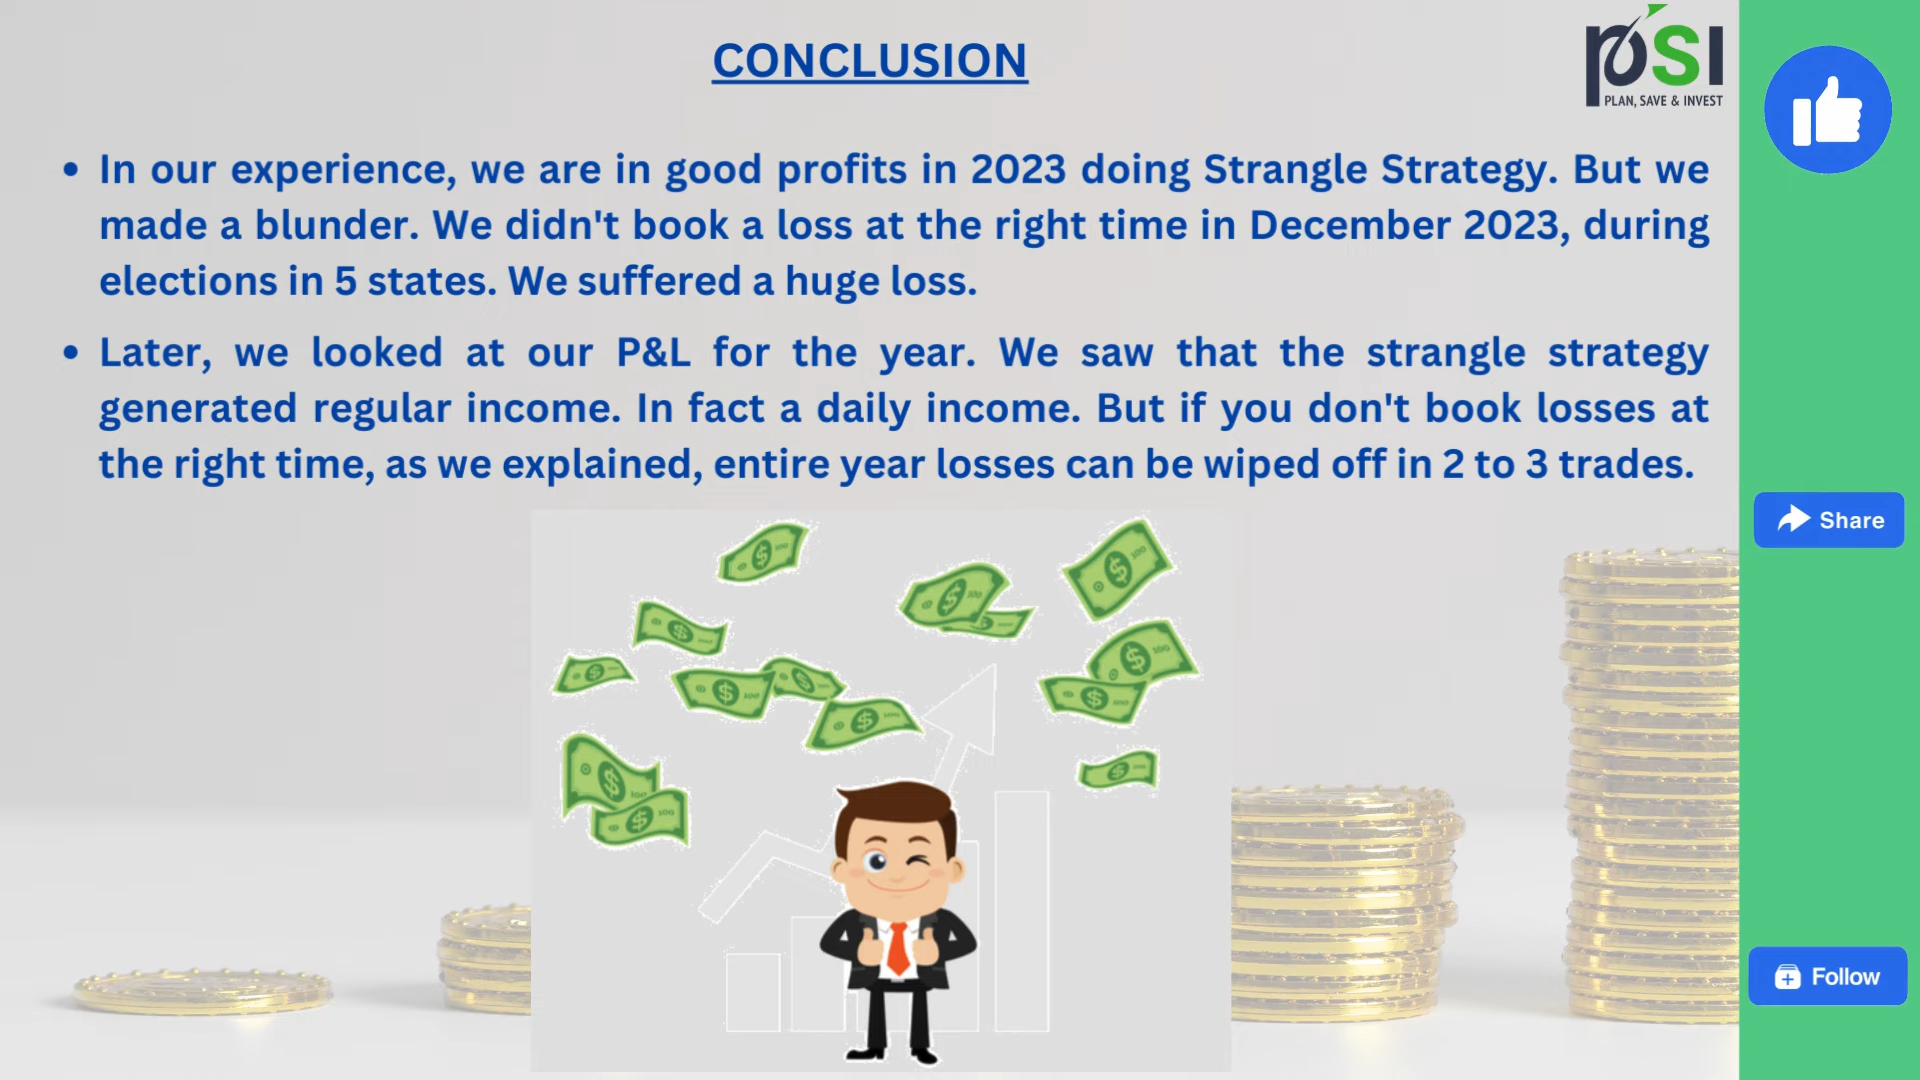 CONCLUSION
PSI
PLAN, SAVE & INVEST
• In our experience, we are in good profits in 2023 doing Strangle Strategy. But we
made a blunder. We didn't book a loss at the right time in December 2023, during
elections in 5 states. We suffered a huge loss.
• Later, we looked at our P&L for the year. We saw that the strangle strategy
generated regular income. In fact a daily income. But if you don't book losses at
the right time, as we explained, entire year losses can be wiped off in 2 to 3 trades.
Share
Follow